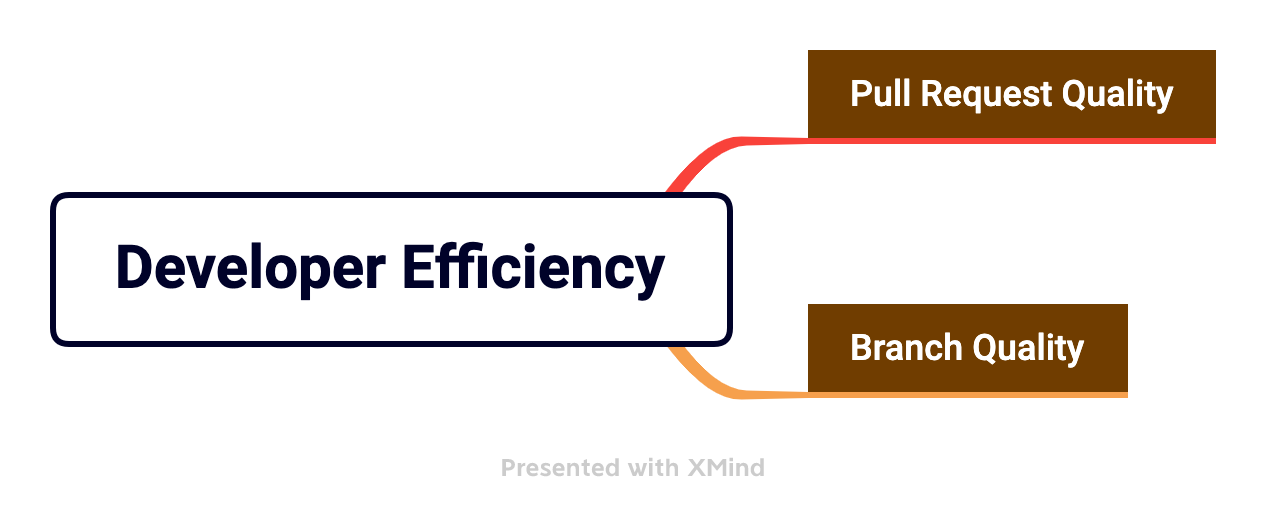 Pull Request Quality
Developer Efficiency
Branch Quality
Presented with XMind